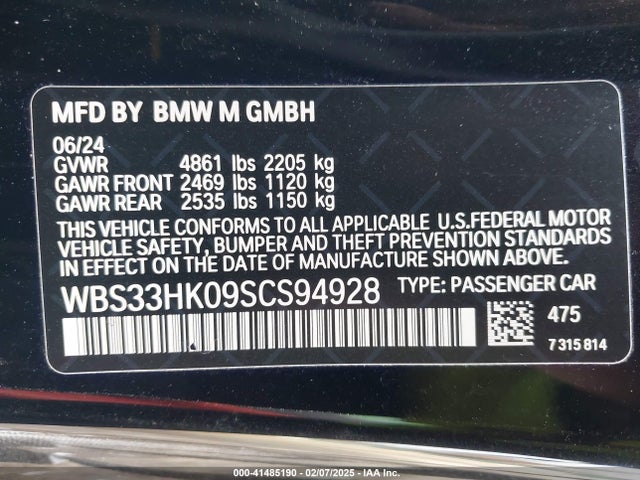 MFD BY BMW M GMBH
06/24
GVWR 4861 lbs 2205 kg
GAWR FRONT 2469 lbs 1120 kg
GAWR REAR 2535 lbs 1150 kg
THIS VEHICLE CONFORMS TO ALL APPLICABLE U.S.FEDERAL MOTOR
VEHICLE SAFETY, BUMPER AND THEFT PREVENTION STANDARDS
IN EFFECT ON THE DATE OF MANUFACTURE SHOWN ABOVE.
WBS33HK09SCS94928 TYPE: PASSENGER CAR
475
7 315 814
000-41485190 - 02/07/2025 - IAA Inc.